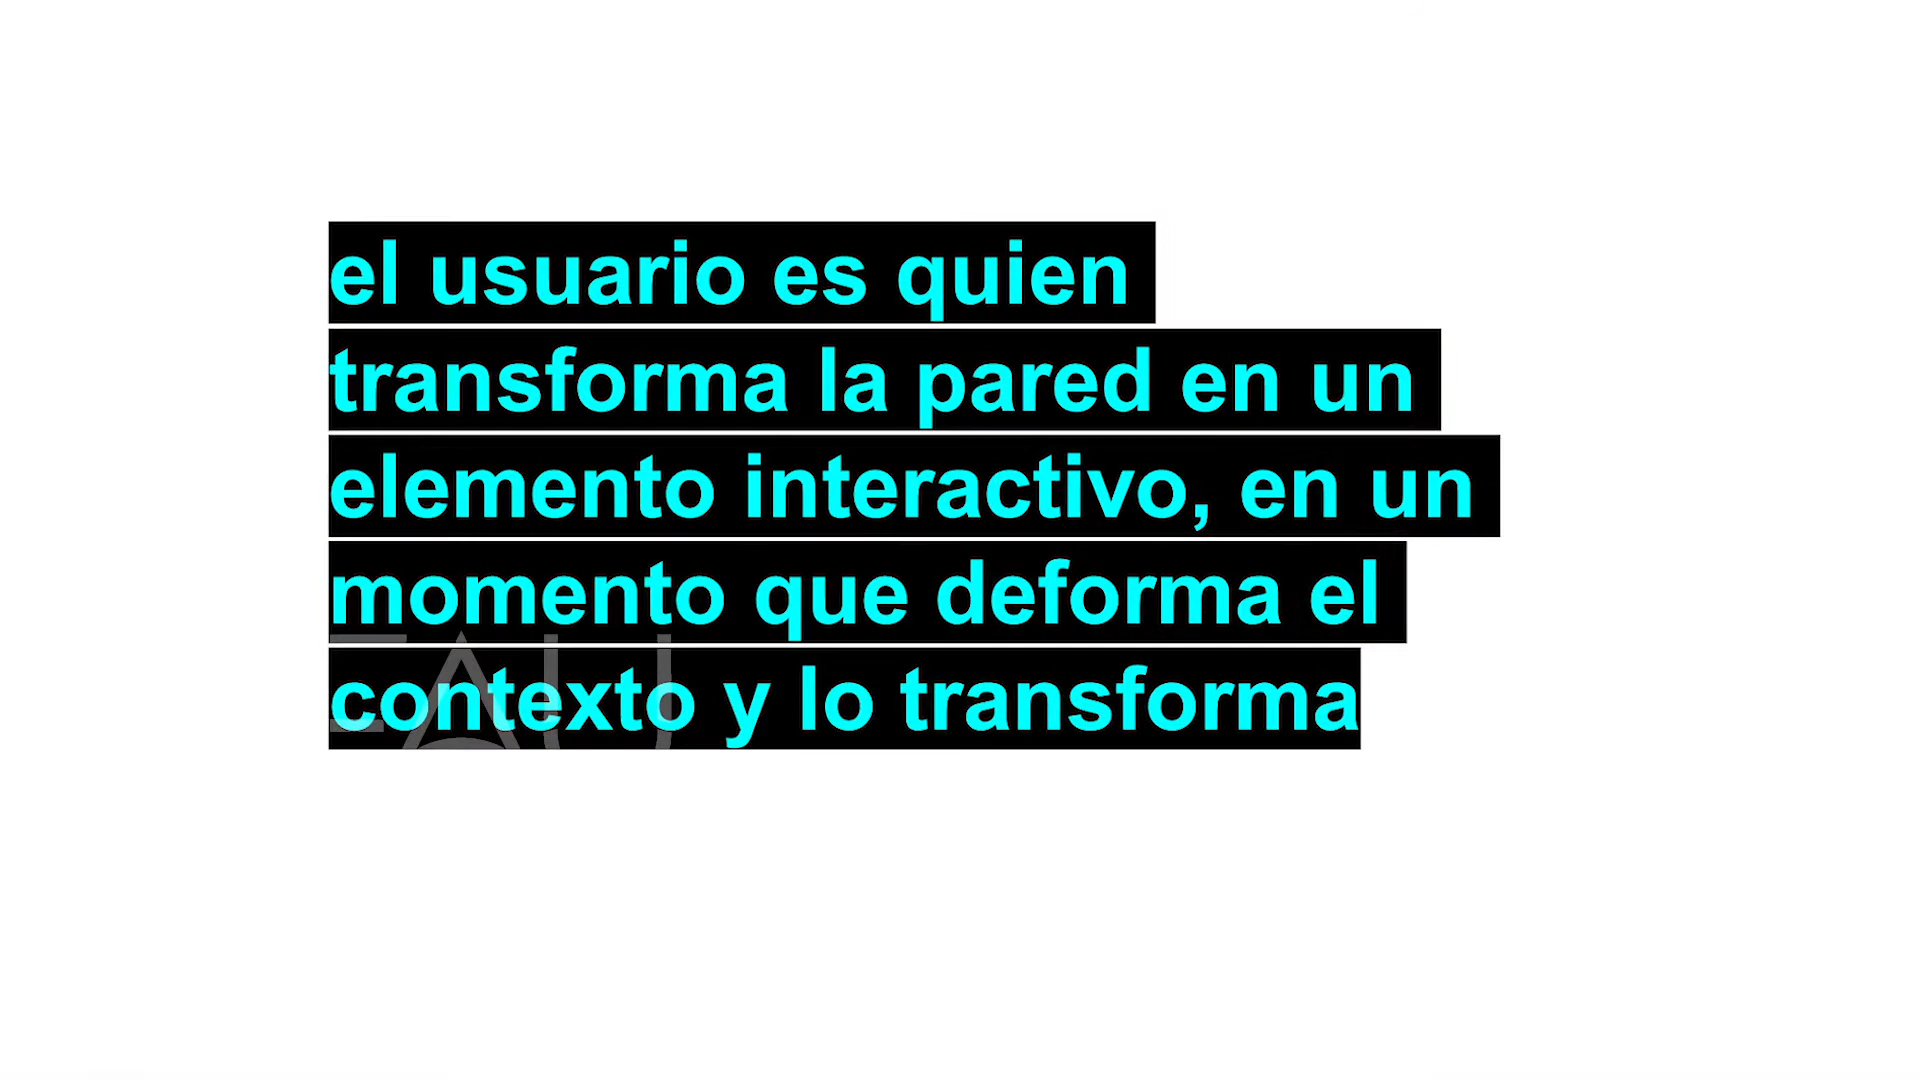 el usuario es quien
transforma la pared en un
elemento interactivo, en un
momento que deforma el
contexto y lo transforma